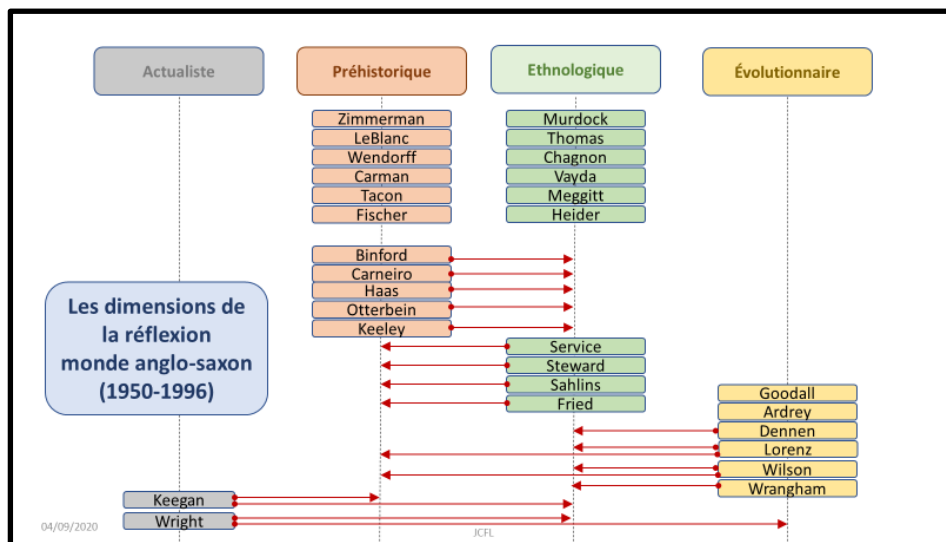 Actualiste
Préhistorique
Ethnologique
Évolutionnaire
Zimmerman
LeBlanc
Wendorff
Carman
Tacon
Fischer
Murdock
Thomas
Chagnon
Vayda
Meggitt
Heider
Binford
Carneiro
Haas
Otterbein
Keeley
Les dimensions de
la réflexion
monde anglo-saxon
(1950-1996)
Service
Steward
Sahlins
Fried
Goodall
Ardrey
Dennen
Lorenz
Wilson
Wrangham
Keegan
Wright
04/09/2020
JCFL